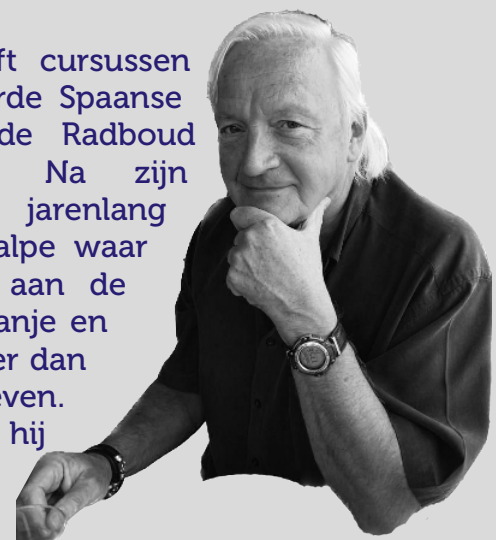 ft cursussen
rde Spaanse
de Radboud
Na zijn
jarenlang
alpe waar
aan de
anje en
er dan
even.
hij